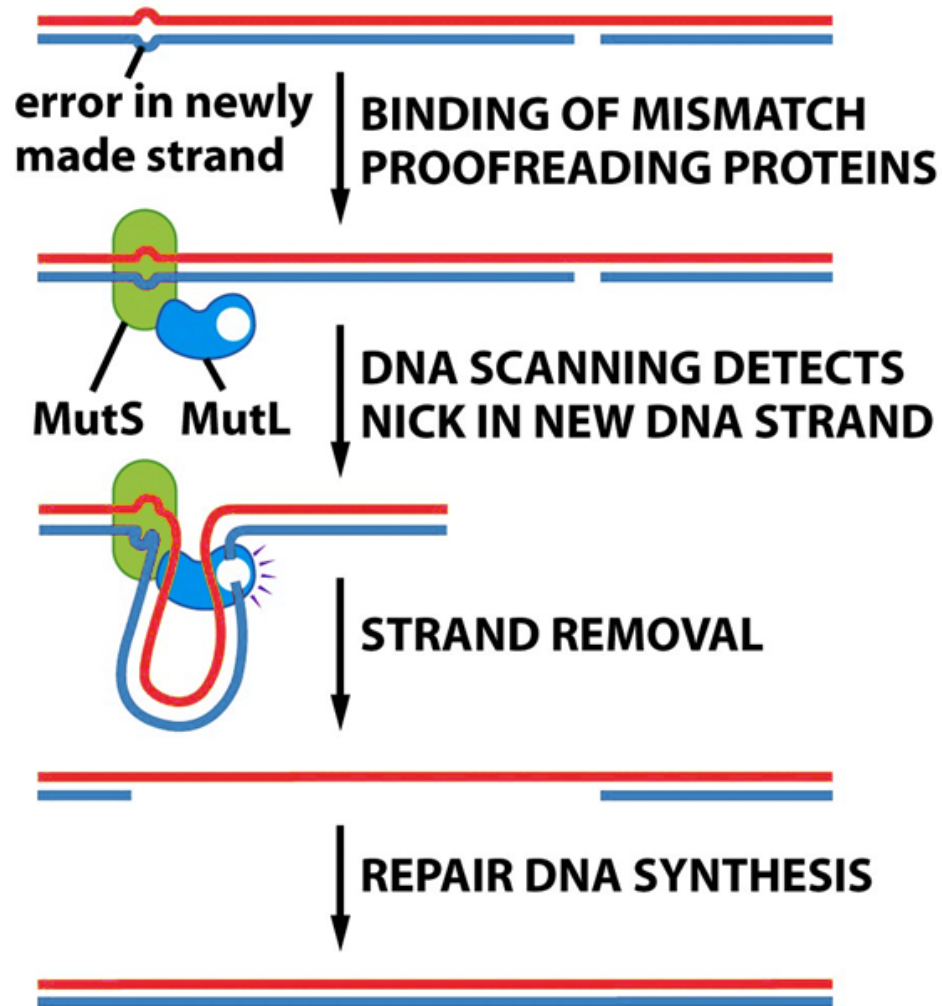 error in newly
made strand
BINDING OF MISMATCH
PROOFREADING PROTEINS
MutS MutL
DNA SCANNING DETECTS
NICK IN NEW DNA STRAND
STRAND REMOVAL
REPAIR DNA SYNTHESIS